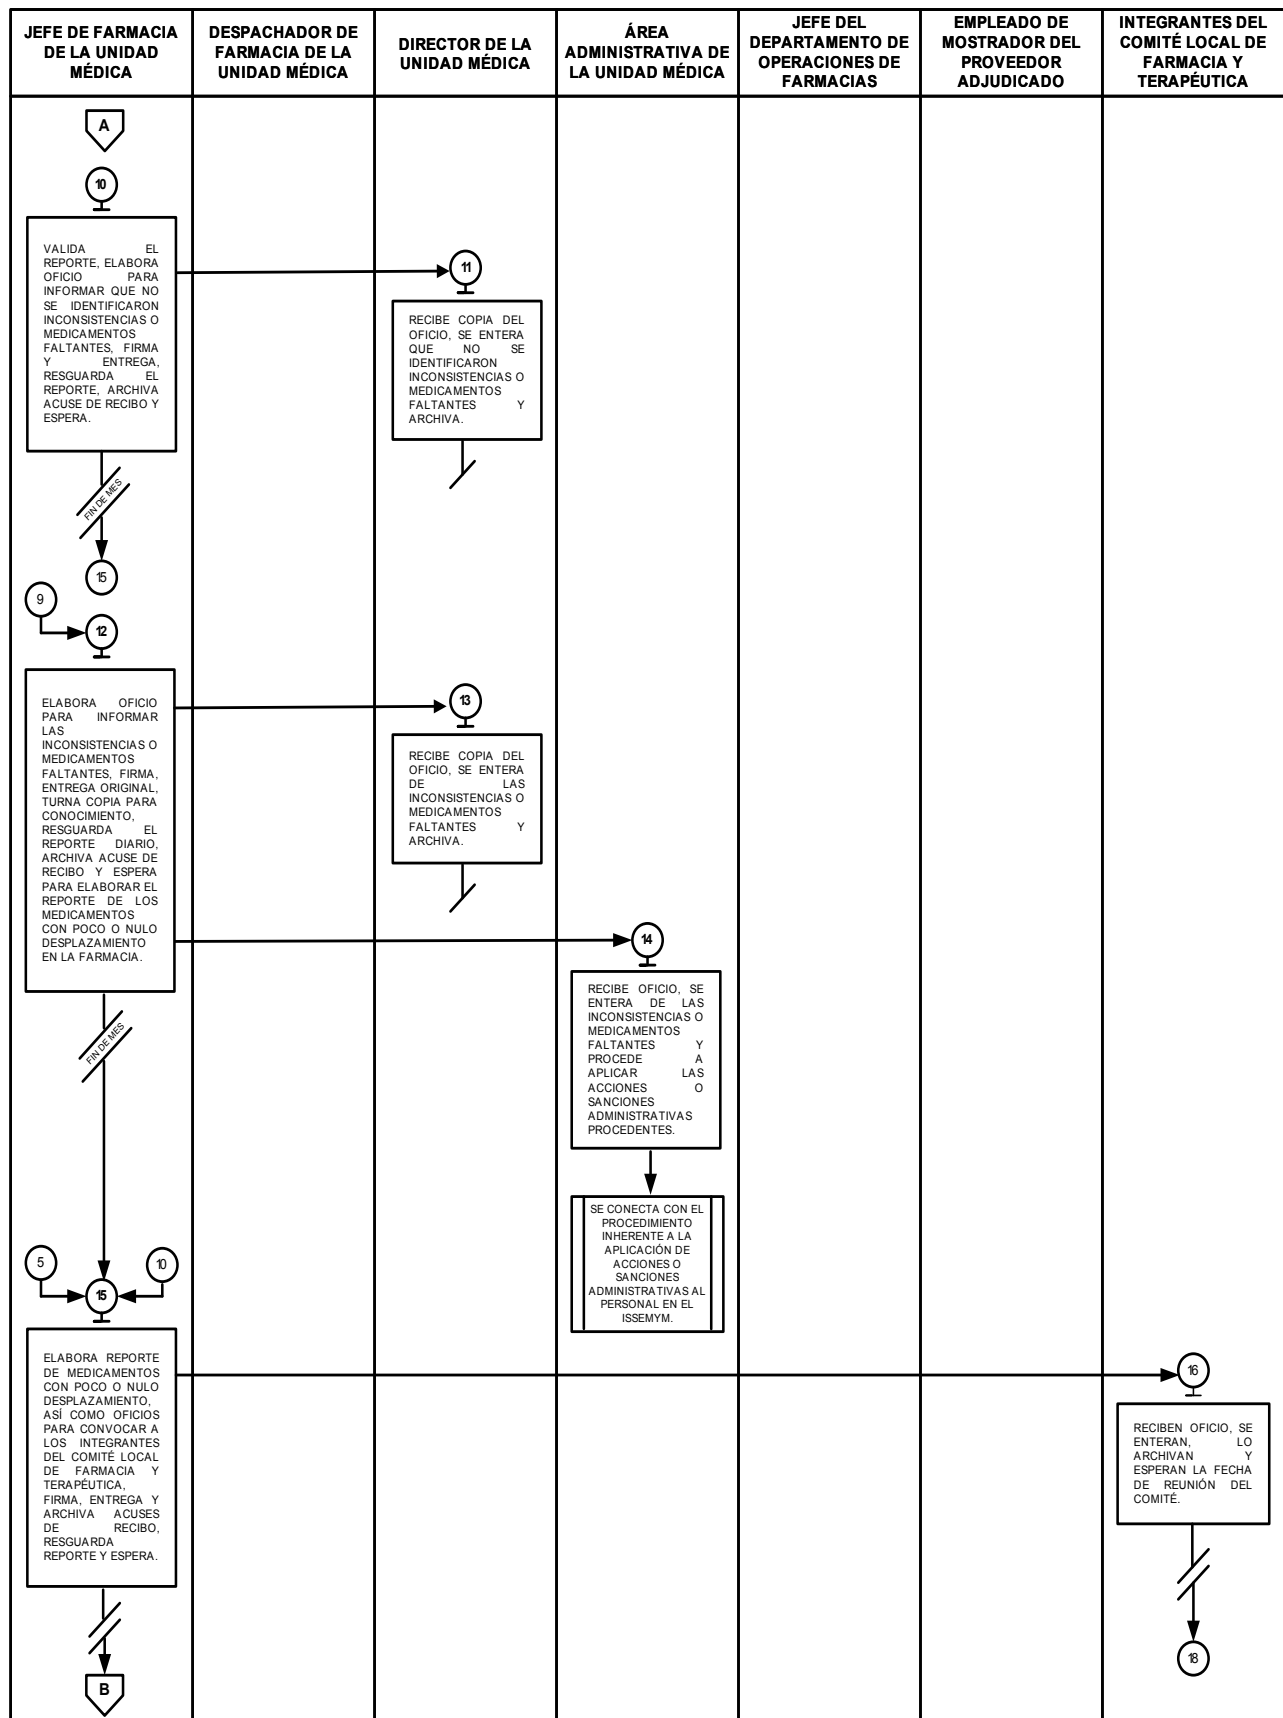 JEFE DE FARMACIA
DE LA UNIDAD
MÉDICA
DESPACHADOR DE
FARMACIA DE LA
UNIDAD MÉDICA
DIRECTOR DE LA
UNIDAD MÉDICA
ÁREA
ADMINISTRATIVA DE
LA UNIDAD MÉDICA
JEFE DEL
DEPARTAMENTO DE
OPERACIONES DE
FARMACIAS
EMPLEADO DE
MOSTRADOR DEL
PROVEEDOR
ADJUDICADO
INTEGRANTES DEL
COMITÉ LOCAL DE
FARMACIA Y
TERAPÉUTICA
A
10
VALIDA EL
REPORTE, ELABORA
OFICIO PARA
INFORMAR QUE NO
SE IDENTIFICARON
INCONSISTENCIAS O
MEDICAMENTOS
FALTANTES, FIRMA
Y ENTREGA,
RESGUARDA EL
REPORTE, ARCHIVA
ACUSE DE RECIBO Y
ESPERA.
11
RECIBE COPIA DEL
OFICIO, SE ENTERA
QUE NO SE
IDENTIFICARON
INCONSISTENCIAS O
MEDICAMENTOS
FALTANTES Y
ARCHIVA.
FIN DE MES
15
9
12
ELABORA OFICIO
PARA INFORMAR
LAS
INCONSISTENCIAS O
MEDICAMENTOS
FALTANTES, FIRMA,
ENTREGA ORIGINAL,
TURNA COPIA PARA
CONOCIMIENTO,
RESGUARDA EL
REPORTE DIARIO,
ARCHIVA ACUSE DE
RECIBO Y ESPERA
PARA ELABORAR EL
REPORTE DE LOS
MEDICAMENTOS
CON POCO O NULO
DESPLAZAMIENTO
EN LA FARMACIA.
13
RECIBE COPIA DEL
OFICIO, SE ENTERA
DE LAS
INCONSISTENCIAS O
MEDICAMENTOS
FALTANTES Y
ARCHIVA.
14
RECIBE OFICIO, SE
ENTERA DE LAS
INCONSISTENCIAS O
MEDICAMENTOS
FALTANTES Y
PROCEDE A
APLICAR LAS
ACCIONES O
SANCIONES
ADMINISTRATIVAS
PROCEDENTES.
SE CONECTA CON EL
PROCEDIMIENTO
INHERENTE A LA
APLICACIÓN DE
ACCIONES O
SANCIONES
ADMINISTRATIVAS AL
PERSONAL EN EL
ISSEMYM.
FIN DE MES
5
10
15
ELABORA REPORTE
DE MEDICAMENTOS
CON POCO O NULO
DESPLAZAMIENTO,
ASÍ COMO OFICIOS
PARA CONVOCAR A
LOS INTEGRANTES
DEL COMITÉ LOCAL
DE FARMACIA Y
TERAPÉUTICA,
FIRMA, ENTREGA Y
ARCHIVA ACUSES
DE RECIBO,
RESGUARDA
REPORTE Y ESPERA.
16
RECIBEN OFICIO, SE
ENTERAN, LO
ARCHIVAN Y
ESPERAN LA FECHA
DE REUNIÓN DEL
COMITÉ.
18
B